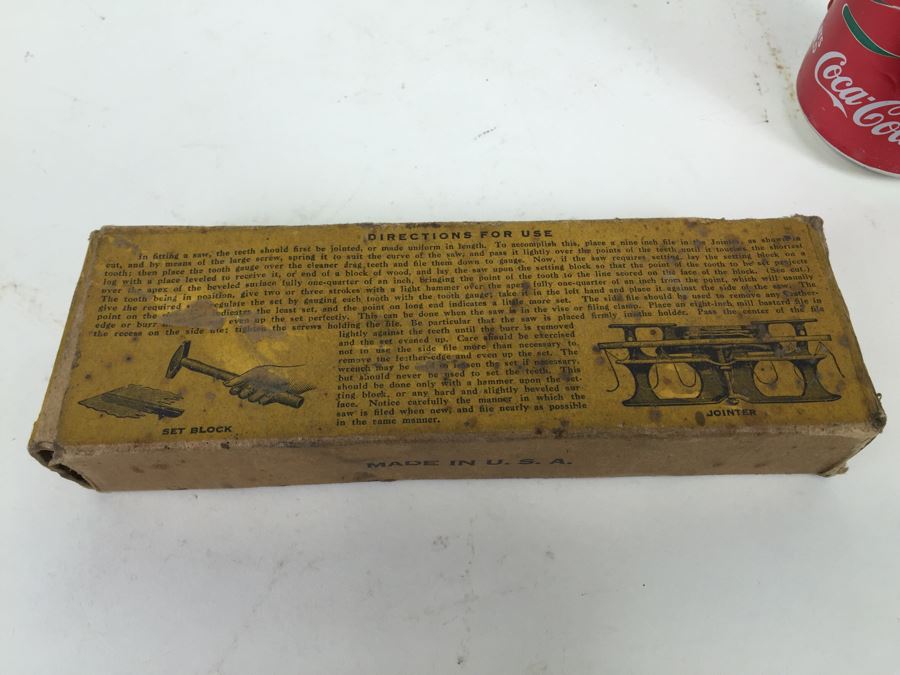 DIRECTIONS FOR USE
In fitting a saw, the teeth should first be jointed, or made uniform in length. To accomplish this, place a nine inch file in the Jointer, as shown in
cut, and by means of the large screw, spring it to suit the curve of the saw, and pass it lightly over the points of the teeth until it touches the shortest
tooth; then place the tooth gauge over the cleaner drag teeth and file them down to gauge. Now, if the saw requires setting, lay the setting block on a
log with a place leveled to receive it, or end of a block of wood, and lay the saw upon the setting block so that the point of the tooth to be set projects
over the apex of the beveled surface fully one-quarter of an inch, bringing the point of the tooth to the line scored on the face of the block. (See cut.)
The tooth being in position, give two or three strokes with a light hammer over the apex fully one-quarter of an inch from the point, which will usually
give the required set. Regulate the set by gauging each tooth with the tooth gauge; take in the left hand and place it against the side of the saw. The
point on the indicates the least set, and the point on long end indicates a little more set. The side file should be used to remove any feather
edge or burr even up the set perfectly. This can be done when the saw is in the vise or filing clamp. Place an eight-inch mill bastard file in
the recess on the side file; tighten screws holding the file. Be particular that the saw is placed firmly in the holder. Pass the center of the file
lightly against the teeth until the burr is removed
and the set evened up. Care should be exercised
not to use the side file more than necessary
remove the feather-edge and even up the set. The
wrench may be the set if necessary,
but should never be used to set the teeth. This
should be done only with a hammer, upon the set-
ting block, or any hard and slightly beveled sur-
face. Notice carefully the manner in which the
saw is filed when new, and file nearly as possible
in the same manner.
SET BLOCK
JOINTER
MADE IN U. S. A.
Coca-Cola